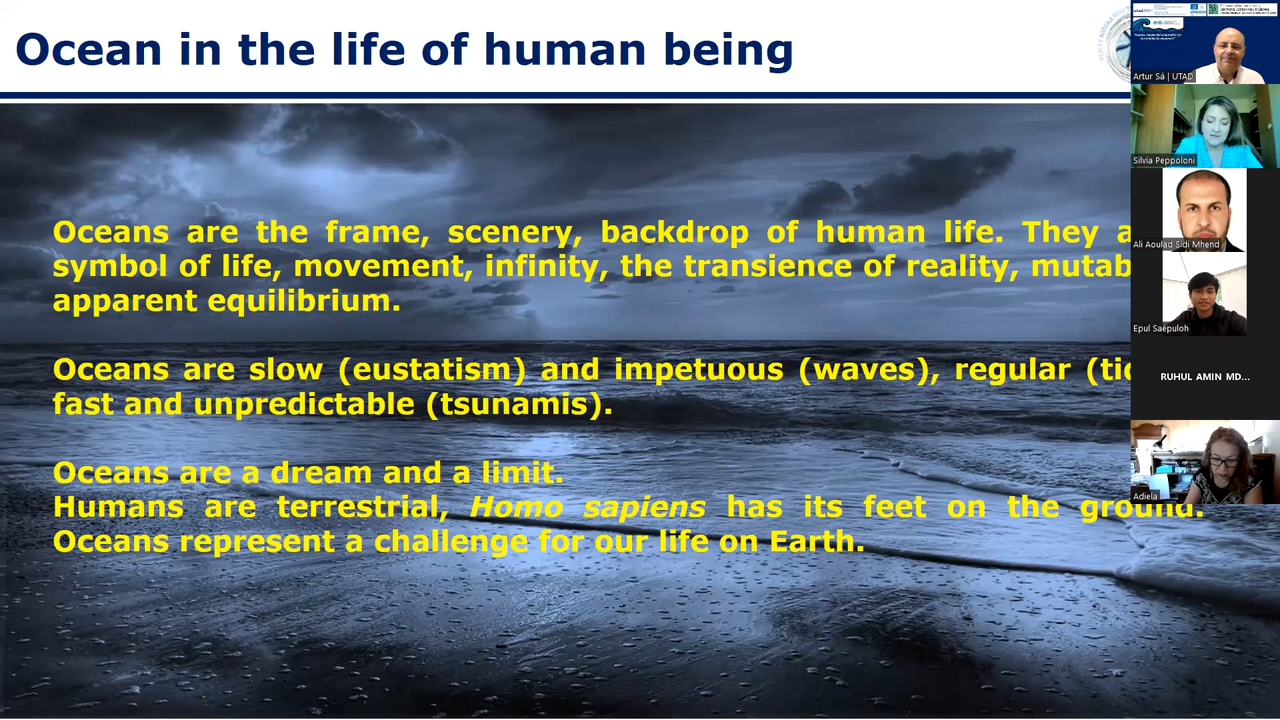 Ocean in the life of human being
Oceans are the frame, scenery, backdrop of human life. They
symbol of life, movement, infinity, the transience of reality,
apparent equilibrium.
Oceans are slow (eustatism) and impetuous (waves), regular
fast and unpredictable (tsunamis).
Oceans are a dream and a limit.
Humans are terrestrial, Homo sapiens has its feet on the ground.
Oceans represent a challenge for our life on Earth.
Artur Sá | UTAD
Silvia Peppoloni
Ali Aoulad Sidi Mhend
Epul Saepuloh
RUHUL AMIN MD...
Adiela